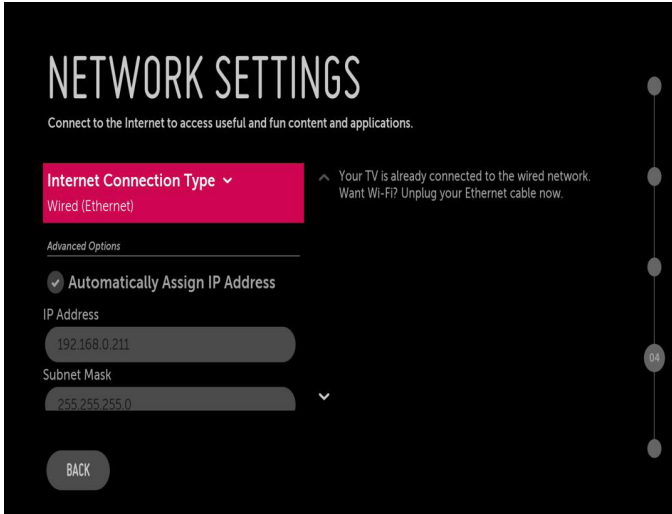 NETWORK SETTINGS
Connect to the Internet to access useful and fun content and applications.
Internet Connection Type
Wired (Ethernet)
Your TV is already connected to the wired network.
Want Wi-Fi? Unplug your Ethernet cable now.
Advanced Options
Automatically Assign IP Address
IP Address
192.168.0.211
Subnet Mask
255.255.255.0
04
BACK